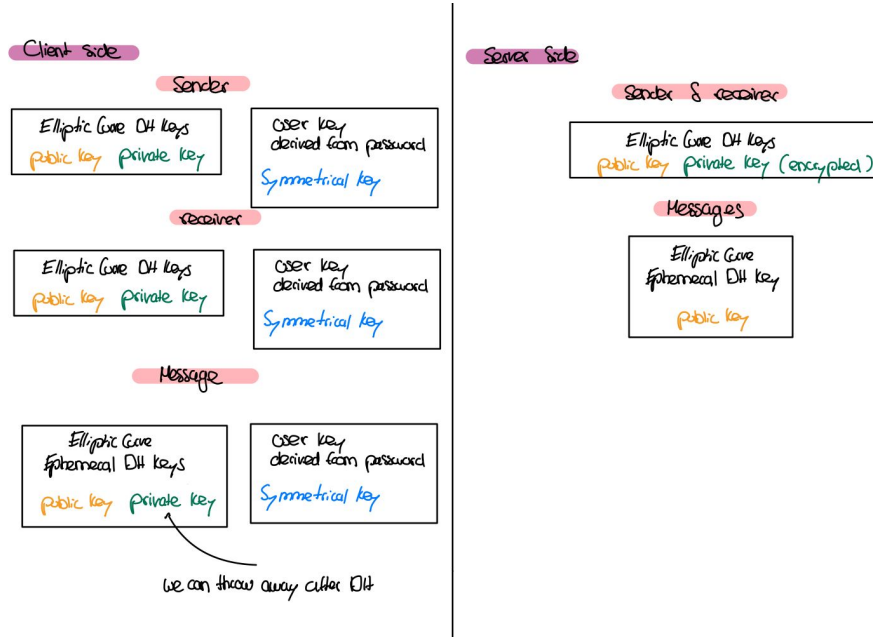 Client side
Sender
Elliptic Curve DH Keys
public key private key
User key
derived from password
Symmetrical key
receiver
Elliptic Curve DH Keys
public key private key
User key
derived from password
Symmetrical key
Message
Elliptic Curve
Ephemeral DH Keys
public key private key
User key
derived from password
Symmetrical key
we can throw away after DH
Server Side
Sender & receiver
Elliptic Curve DH Keys
public key private key (encrypted)
Messages
Elliptic Curve
Ephemeral DH Key
public key